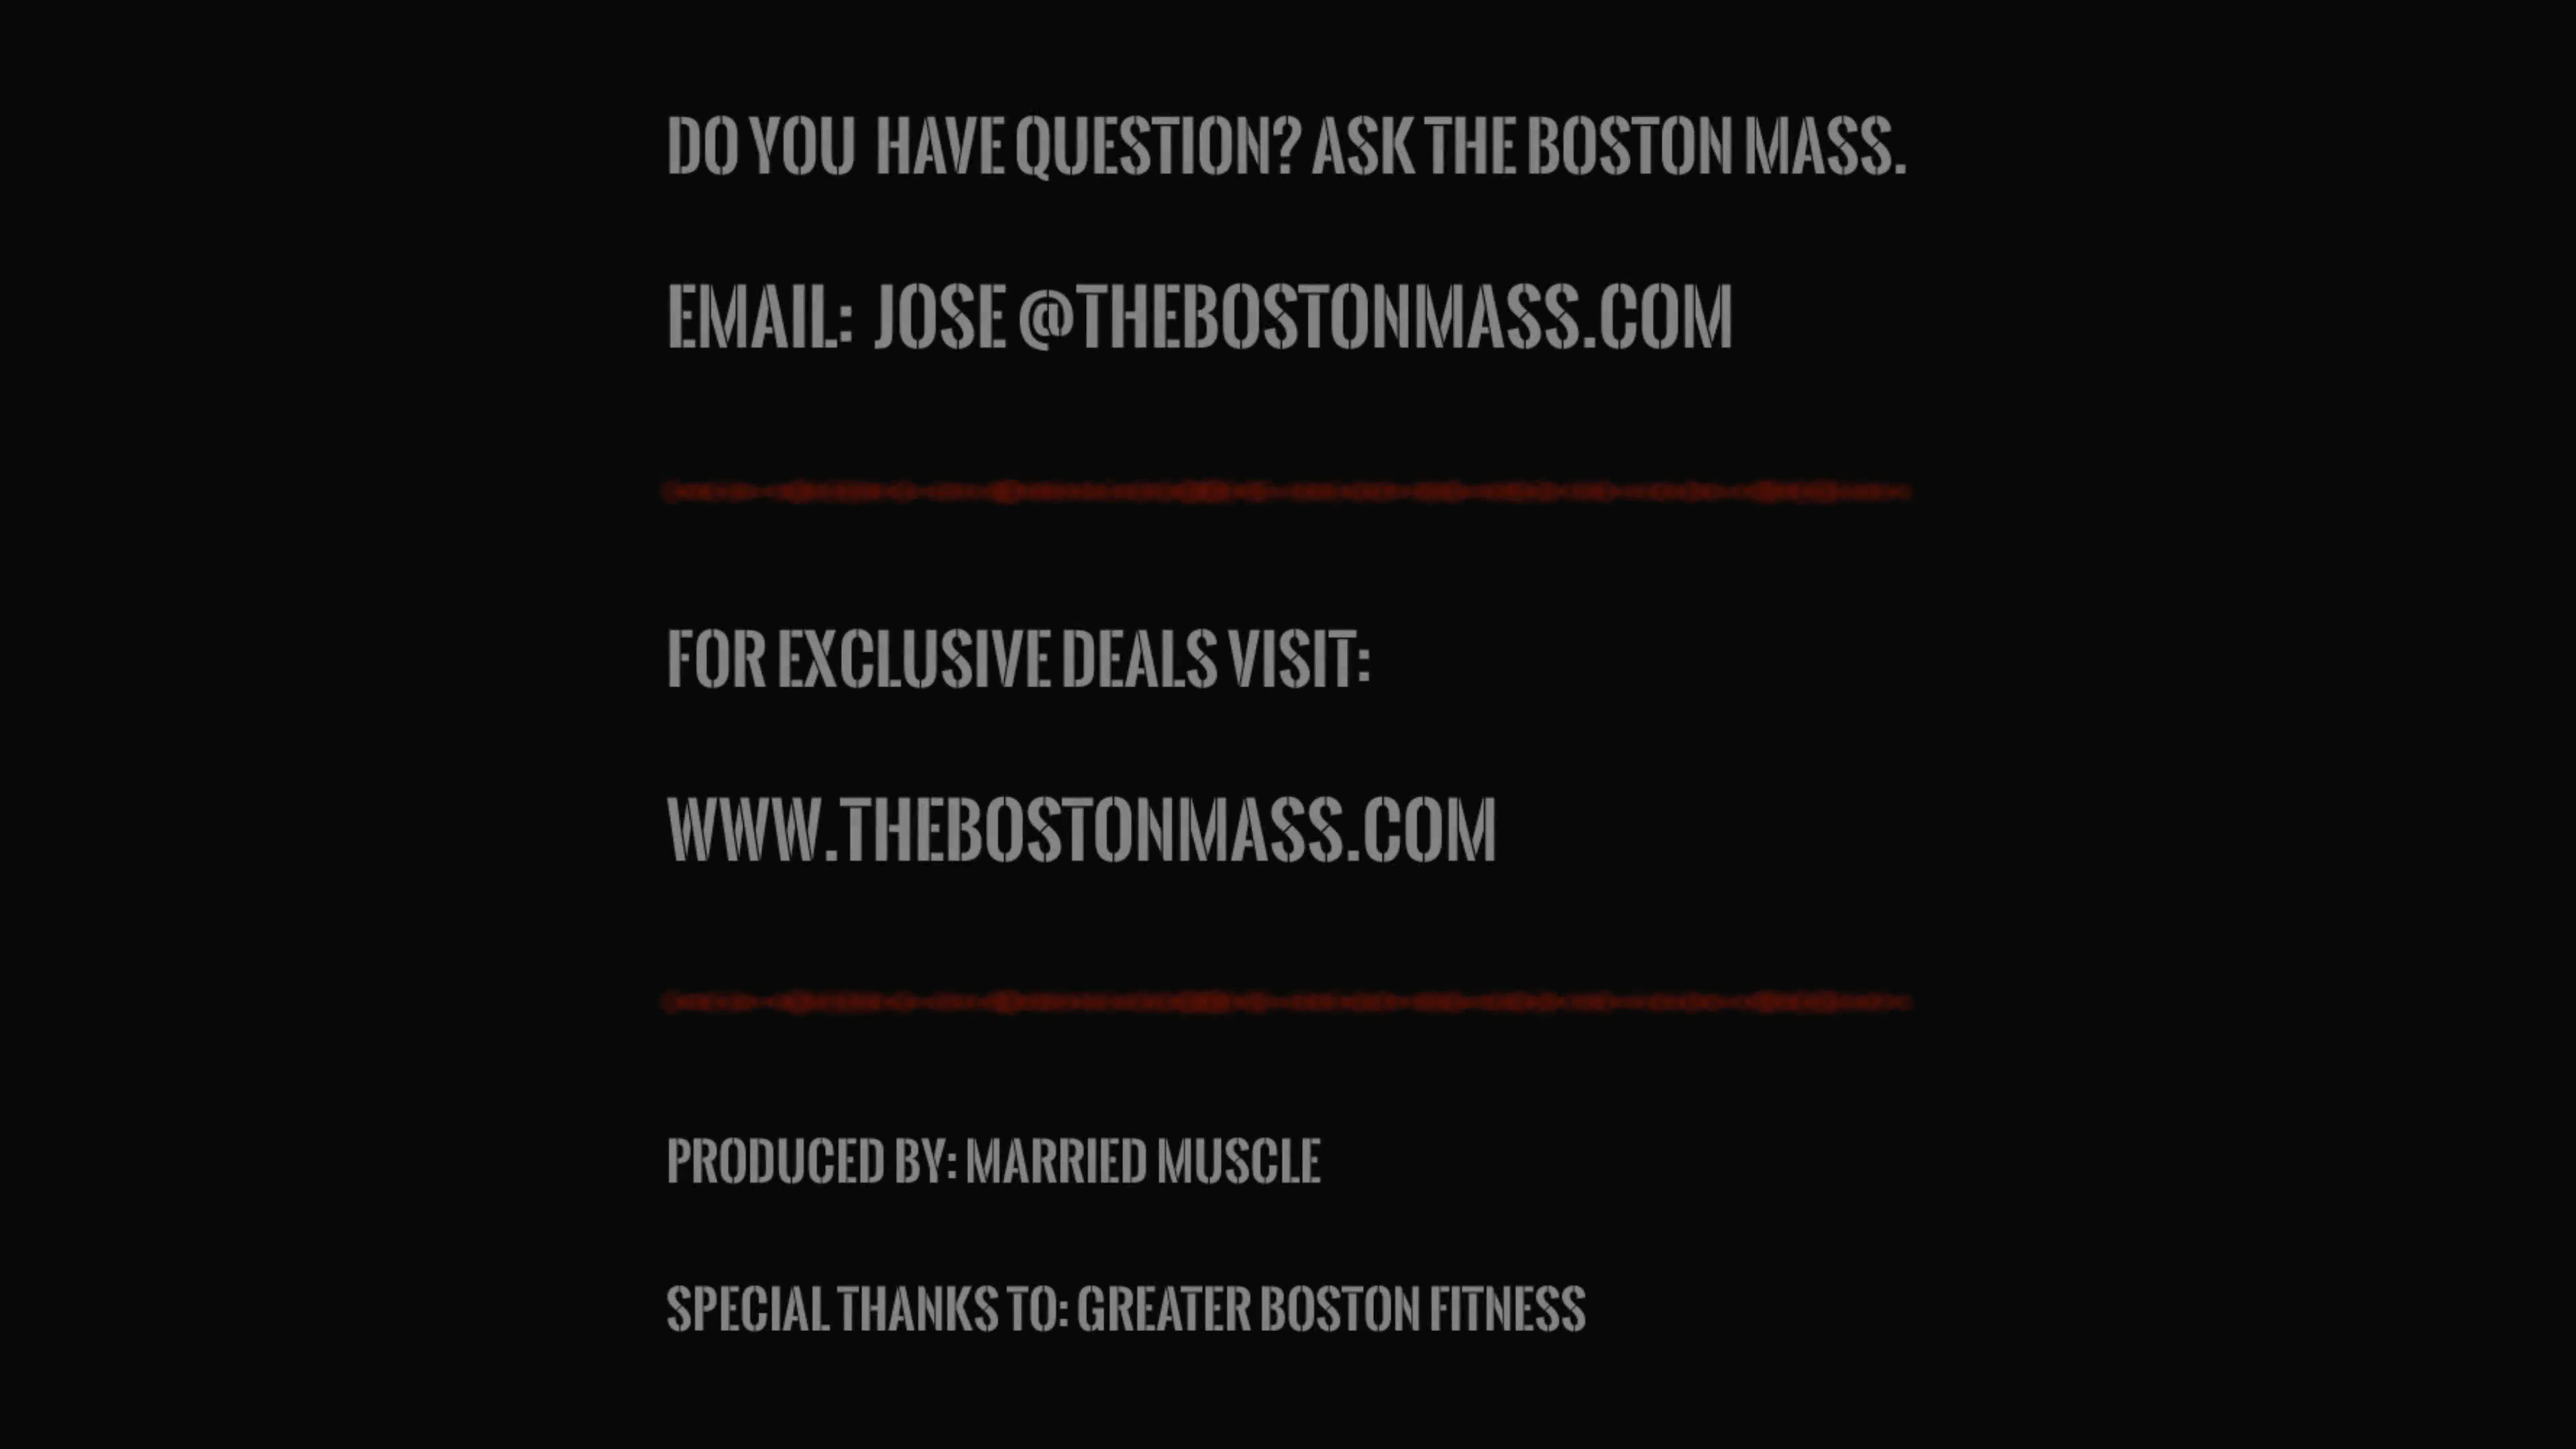 DO YOU  HAVE QUESTION? ASK THE BOSTON MASS.
EMAIL:  JOSE @THEBOSTONMASS.COM
FOR EXCLUSIVE DEALS VISIT:
WWW.THEBOSTONMASS.COM
PRODUCED BY: MARRIED MUSCLE
SPECIAL THANKS TO: GREATER BOSTON FITNESS